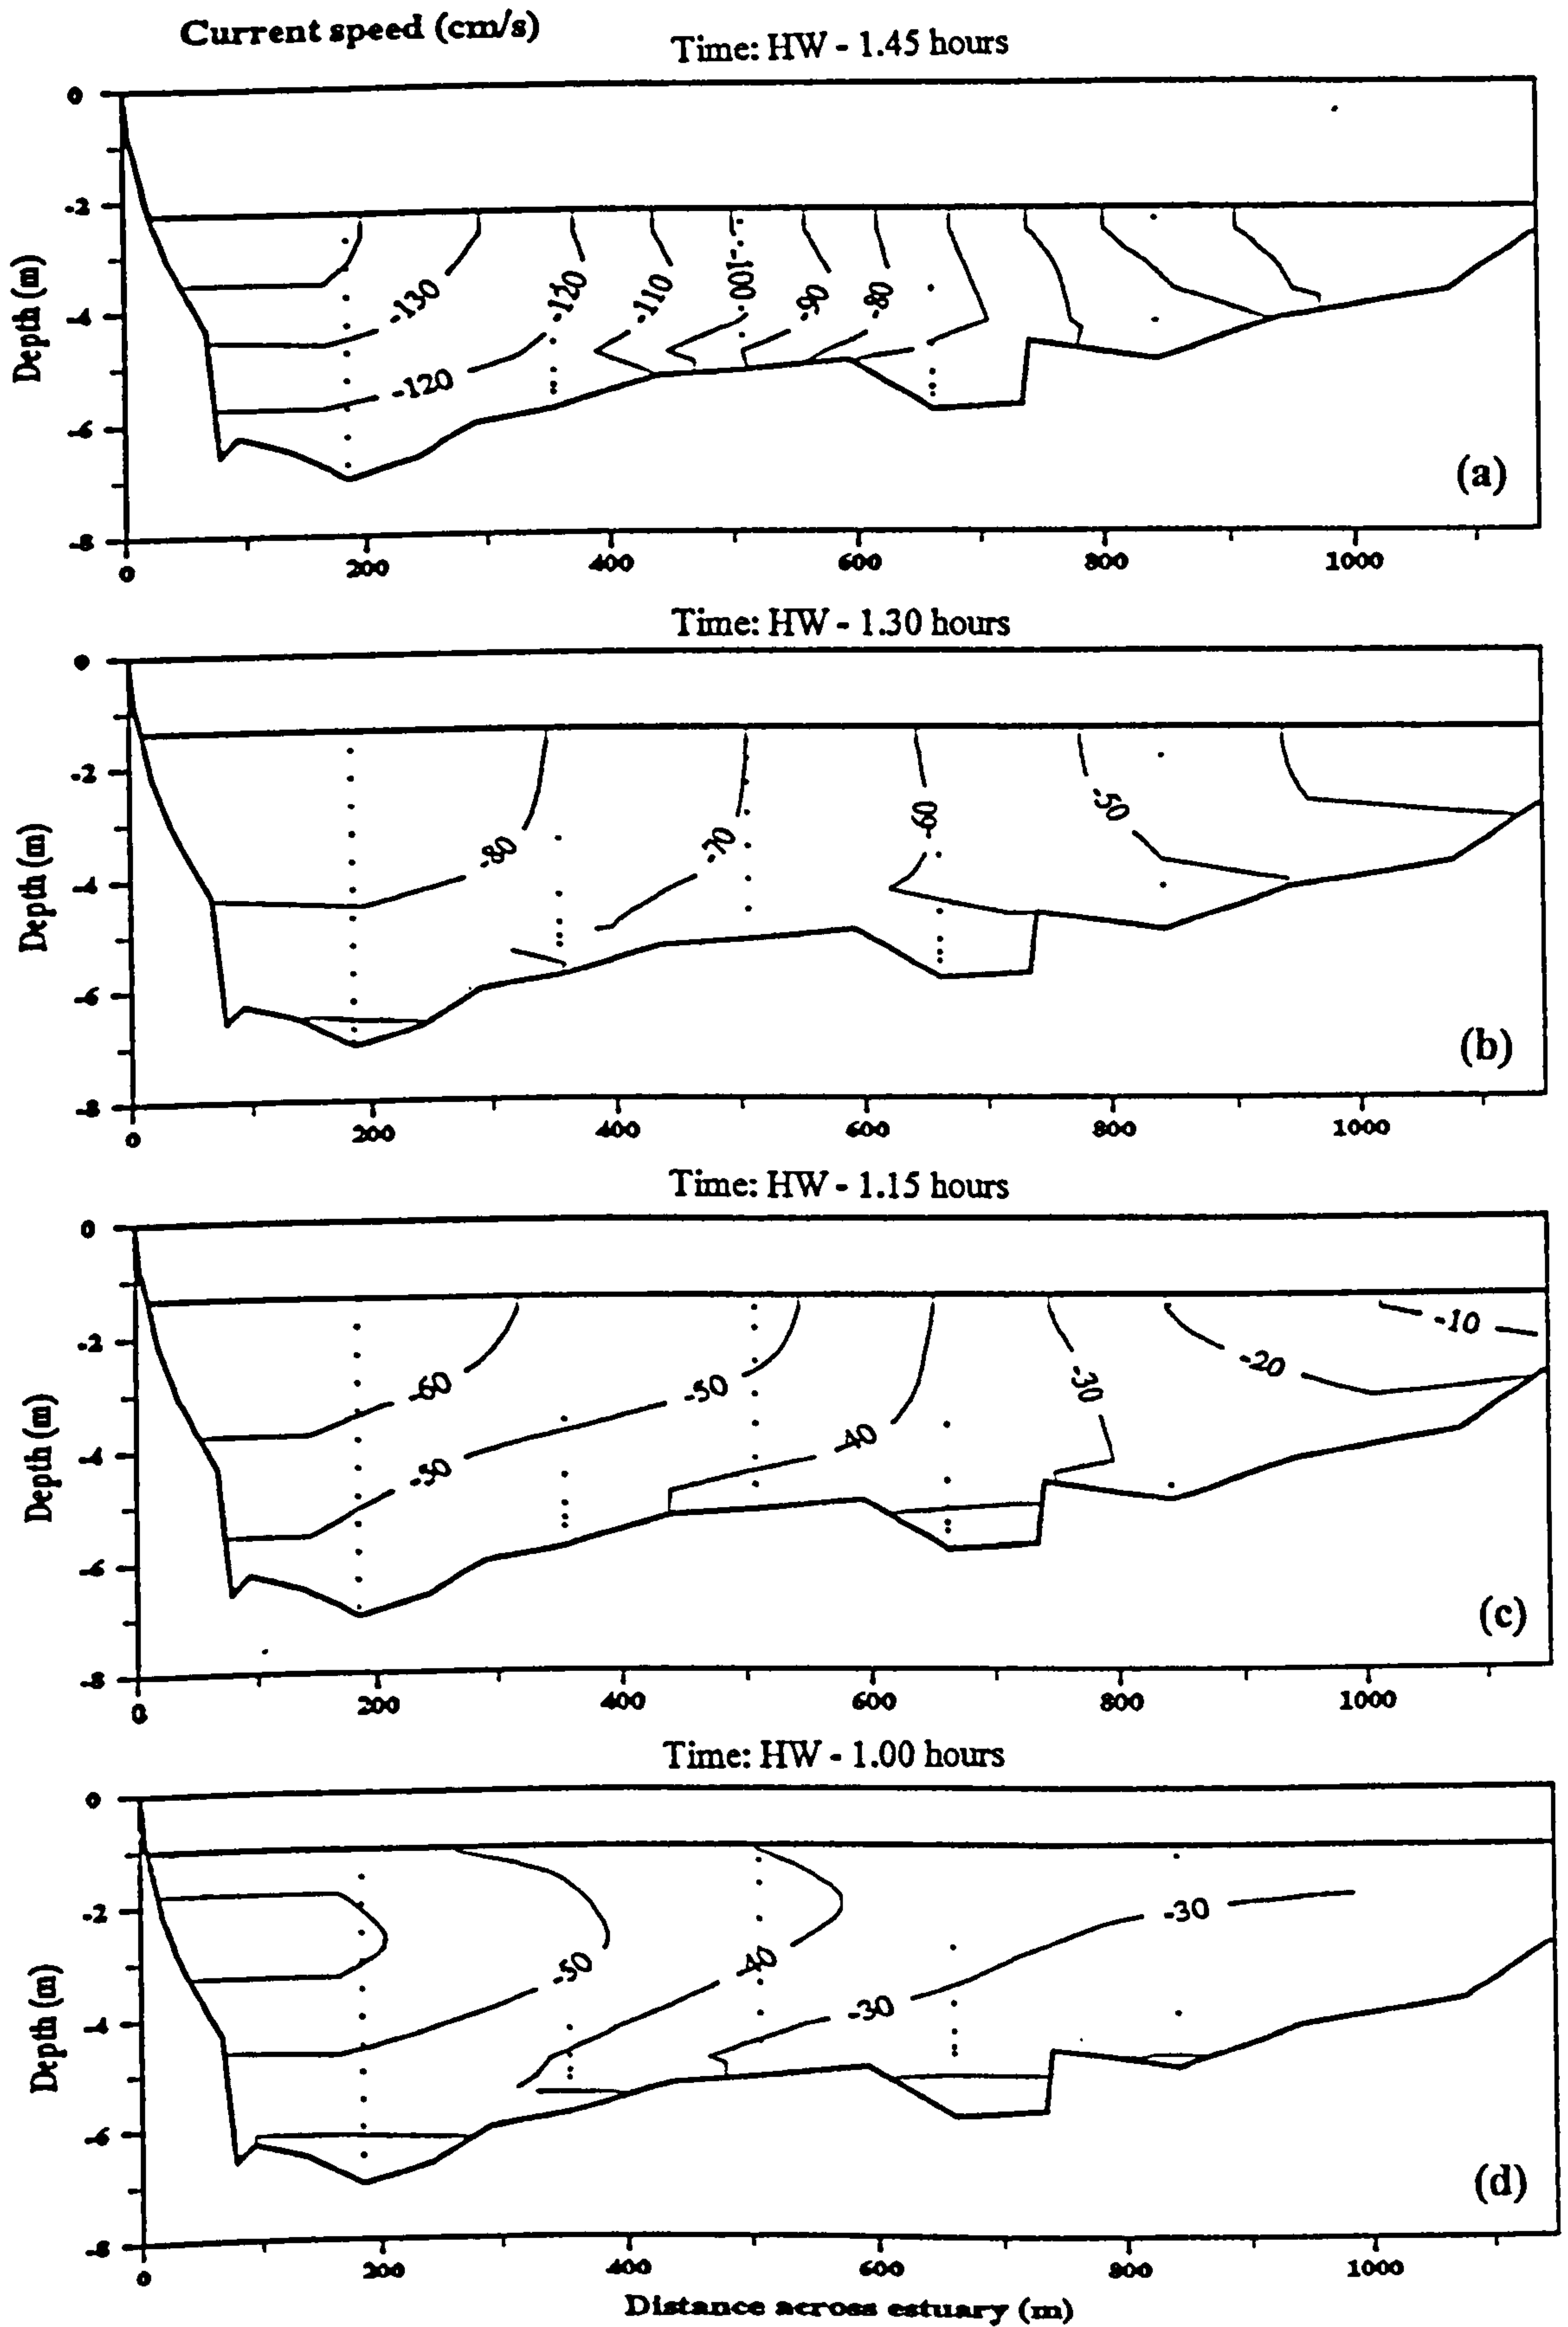 Current speed (cm/s)
Time: HW - 1.45 hours
0
-2
-4
-6
-8
Depth (m)
-130
-120
-120
-110
-100
-90
-80
(a)
0 200 400 600 800 1000
Time: HW - 1.30 hours
0
-2
-4
-6
-8
Depth (m)
-80
-70
-60
-50
(b)
0 200 400 600 800 1000
Time: HW - 1.15 hours
0
-2
-4
-6
-8
Depth (m)
-60
-50
-50
-40
-30
-20
-10
(c)
0 200 400 600 800 1000
Time: HW - 1.00 hours
0
-2
-4
-6
-8
Depth (m)
-50
-40
-30
-30
(d)
0 200 400 600 800 1000
Distance across estuary (m)